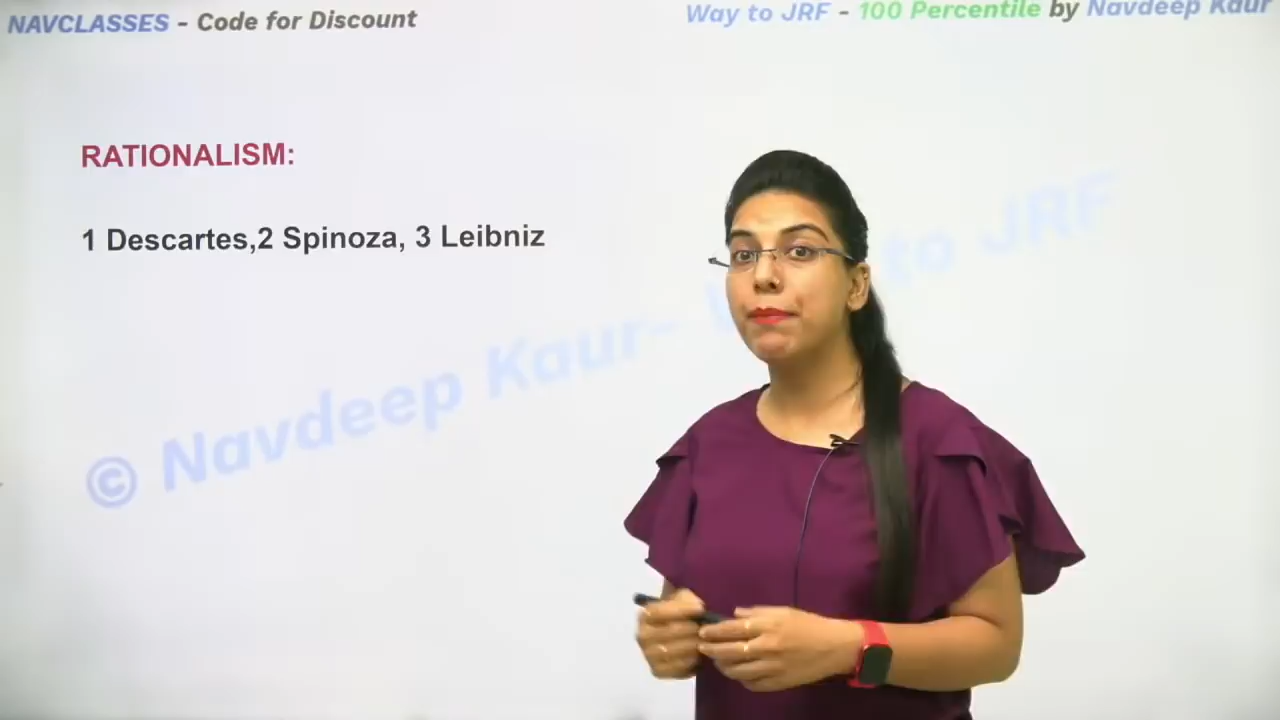 NAVCLASSES - Code for Discount
Way to JRF - 100 Percentile by Navdeep Kaur
RATIONALISM:
1 Descartes,2 Spinoza, 3 Leibniz
© Navdeep Kaur- to JRF